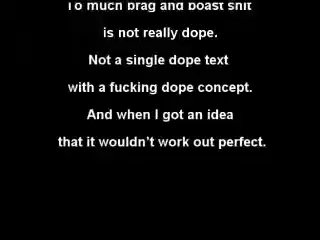 To much brag and boast shit
is not really dope.
Not a single dope text
with a fucking dope concept.
And when I got an idea
that it wouldn't work out perfect.